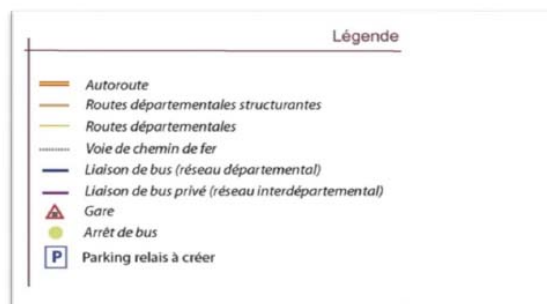 Légende
Autoroute
Routes départementales structurantes
Routes départementales
Voie de chemin de fer
Liaison de bus (réseau départemental)
Liaison de bus privé (réseau interdépartemental)
Gare
Arrêt de bus
P Parking relais à créer